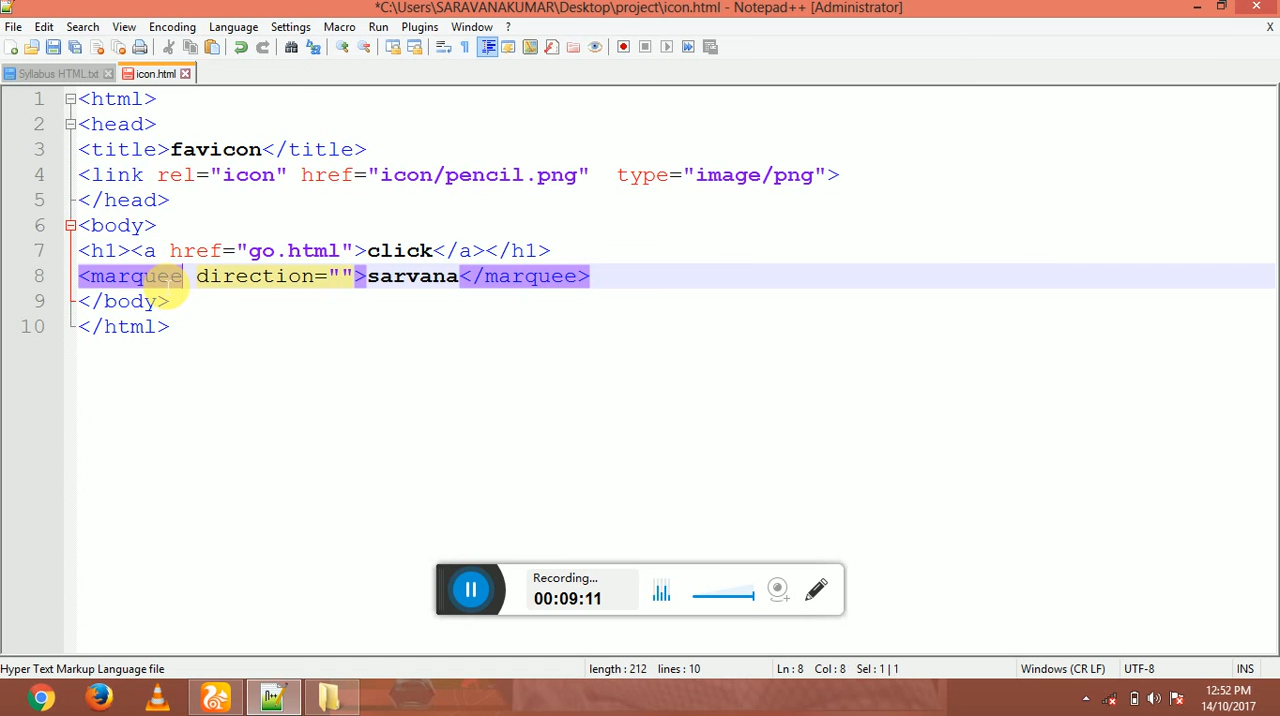 *C:\Users\SARAVANAKUMAR\Desktop\project\icon.html - Notepad++ [Administrator]
File Edit Search View Encoding Language Settings Macro Run Plugins Window ? X
Syllabus HTML.txt icon.html
1 <html>
2 <head>
3 <title>favicon</title>
4 <link rel="icon" href="icon/pencil.png"  type="image/png">
5 </head>
6 <body>
7 <h1><a href="go.html">click</a></h1>
8 <marquee direction="">sarvana</marquee>
9 </body>
10 </html>
Recording...
00:09:11
Hyper Text Markup Language file length : 212 lines : 10 Ln : 8 Col : 8 Sel : 1 | 1 Windows (CR LF) UTF-8 INS
12:52 PM
14/10/2017